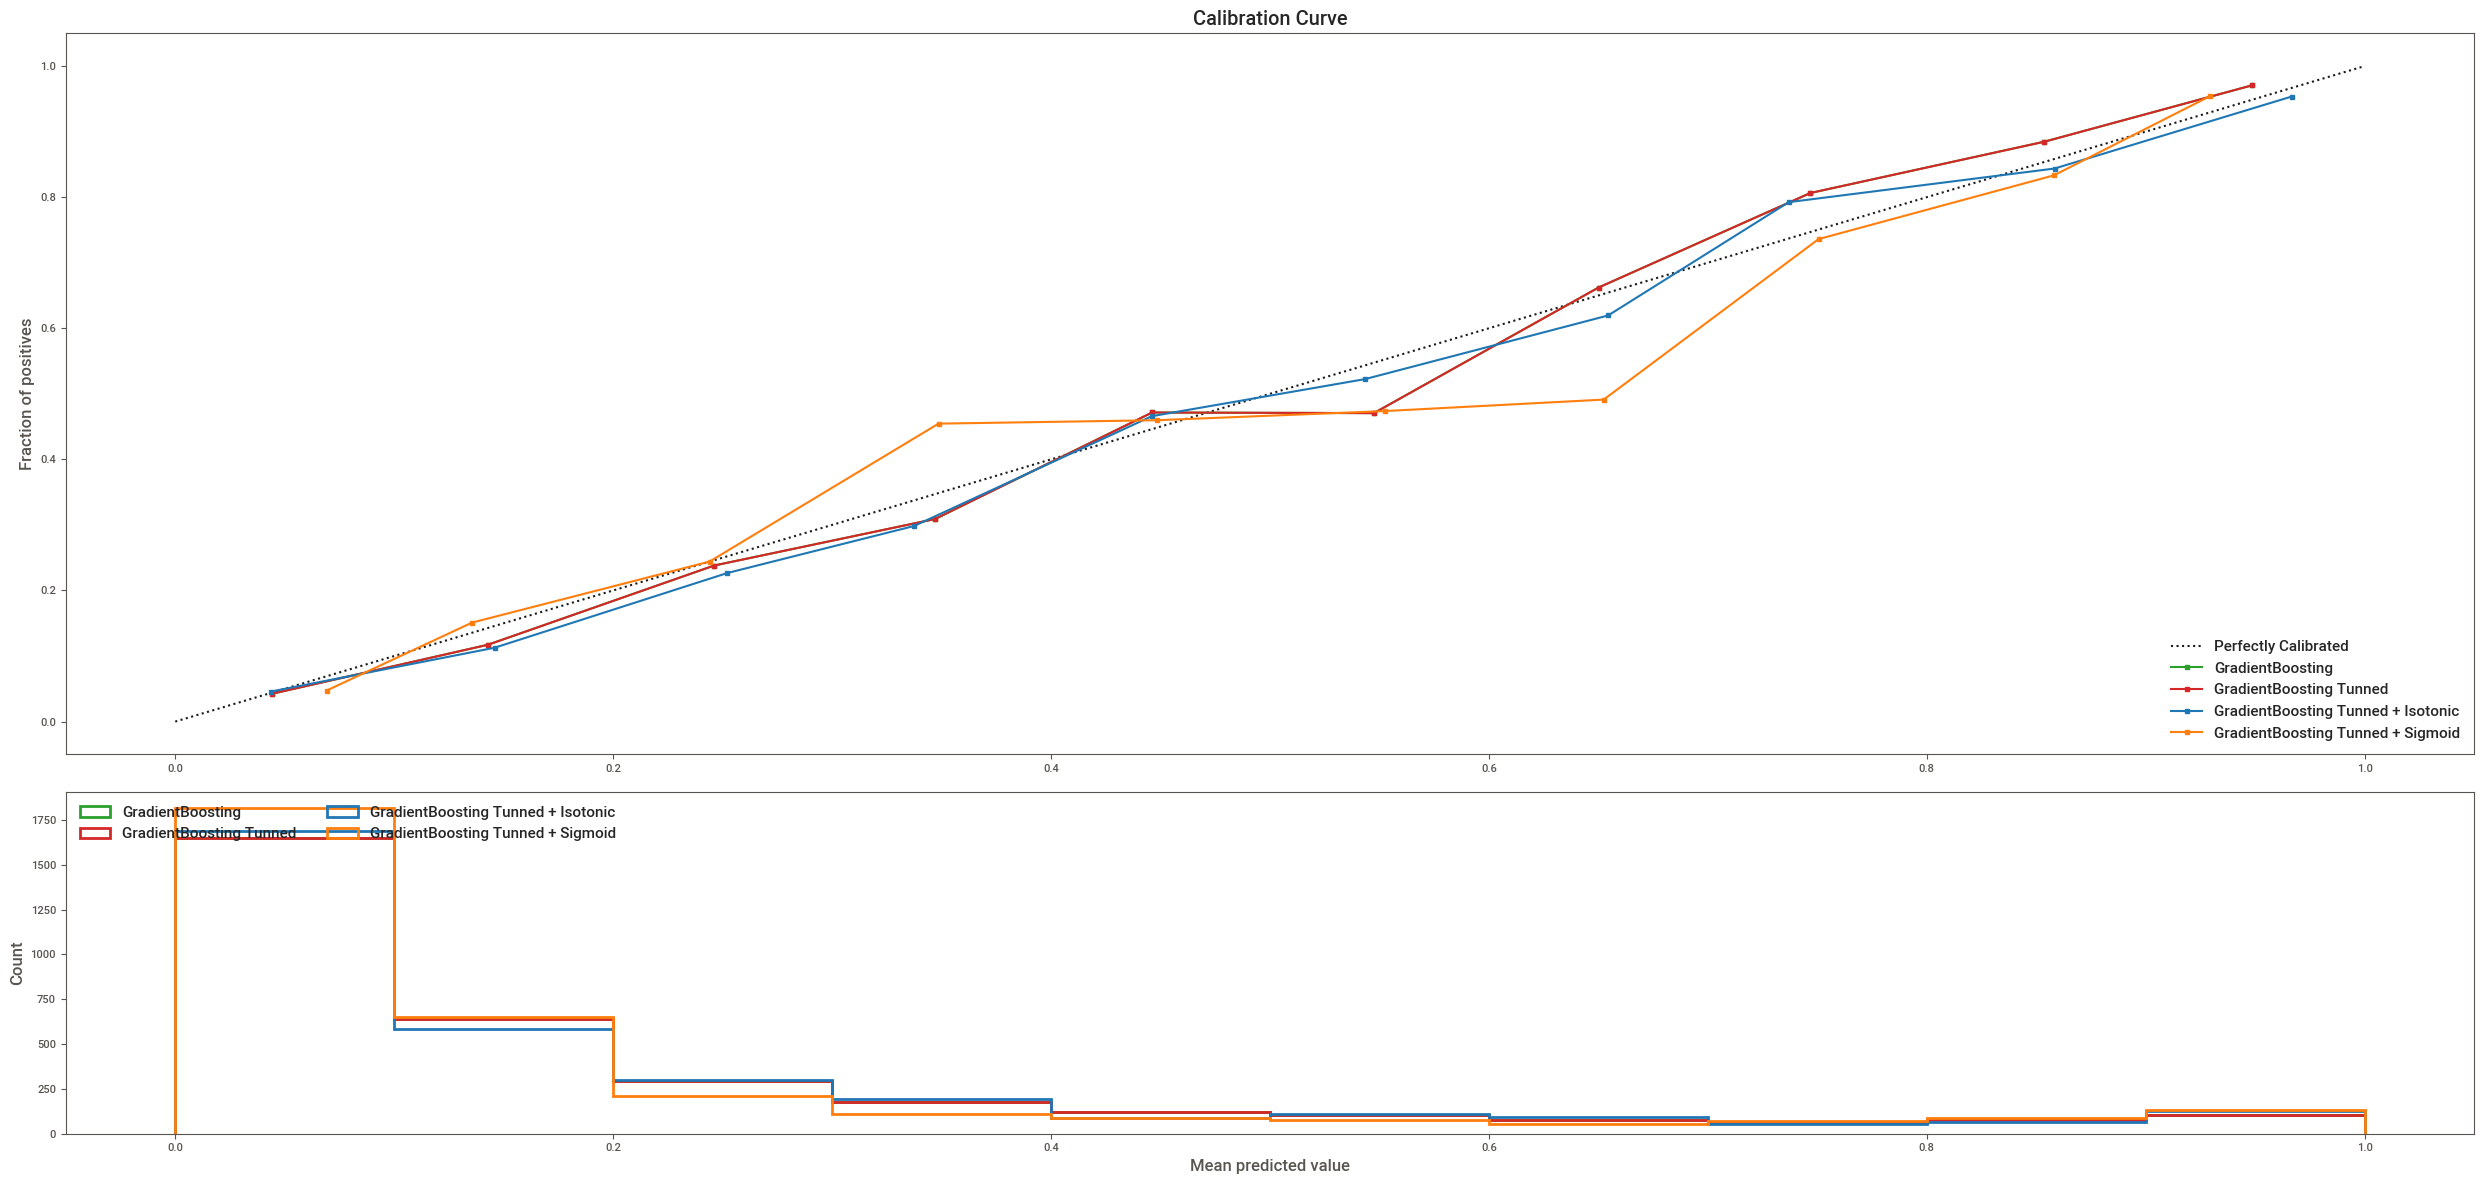 Calibration Curve
1.0
0.8
0.6
0.4
0.2
0.0
Fraction of positives
Perfectly Calibrated
GradientBoosting
GradientBoosting Tunned
GradientBoosting Tunned + Isotonic
GradientBoosting Tunned + Sigmoid
0.0 0.2 0.4 0.6 0.8 1.0
GradientBoosting GradientBoosting Tunned + Isotonic
GradientBoosting Tunned GradientBoosting Tunned + Sigmoid
1750
1500
1250
1000
750
500
250
0
Count
0.0 0.2 0.4 0.6 0.8 1.0
Mean predicted value